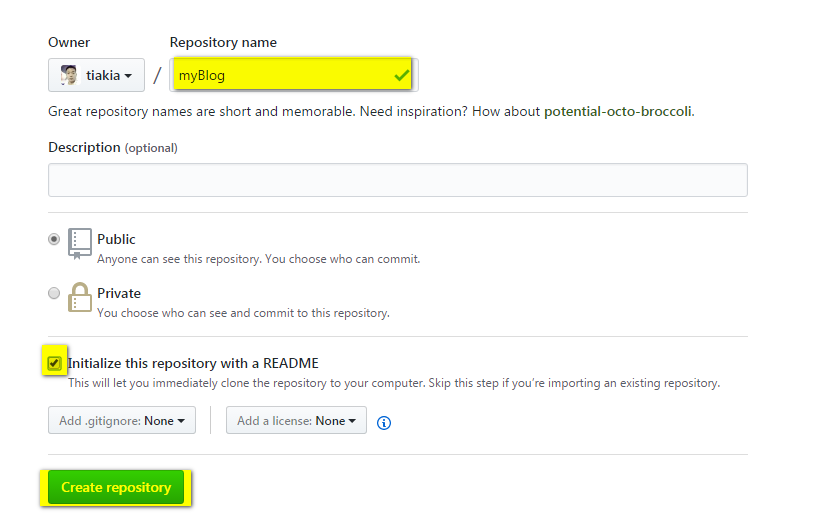 Owner
Repository name
tiakia / myBlog
Great repository names are short and memorable. Need inspiration? How about potential-octo-broccoli.
Description (optional)
Public
Anyone can see this repository. You choose who can commit.
Private
You choose who can see and commit to this repository.
Initialize this repository with a README
This will let you immediately clone the repository to your computer. Skip this step if you’re importing an existing repository.
Add .gitignore: None
Add a license: None
Create repository